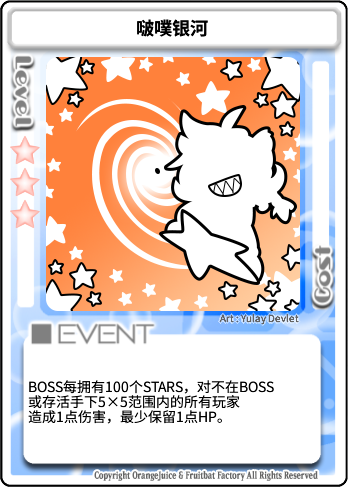 啵噗银河
Level
Cost
Art : Yulay Devlet
EVENT
BOSS每拥有100个STARS，对不在BOSS
或存活手下5×5范围内的所有玩家
造成1点伤害，最少保留1点HP。
Copyright OrangeJuice & Fruitbat Factory All Rights Reserved